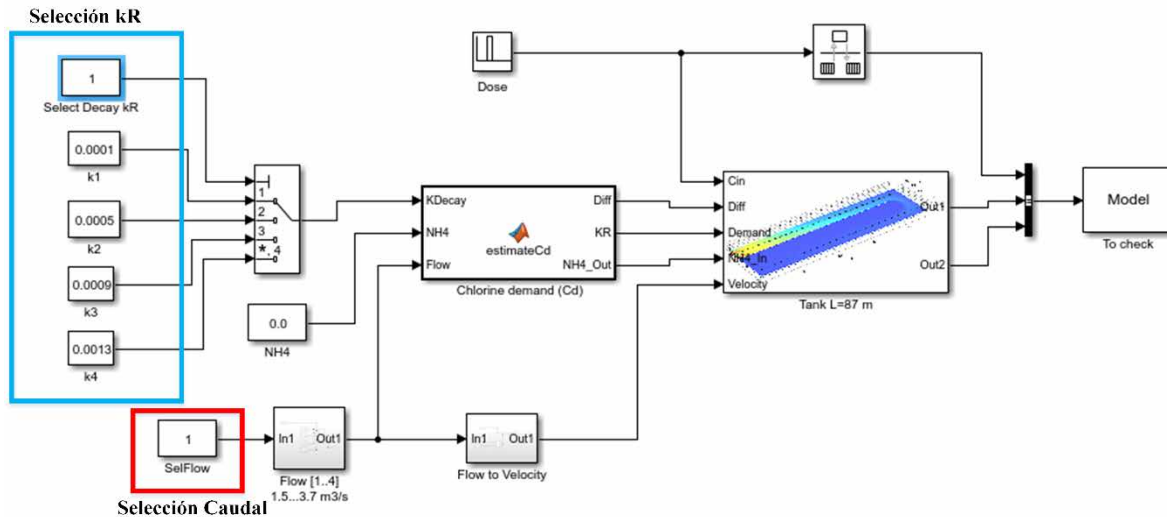 Selección kR
1
Select Decay kR
0.0001
k1
0.0005
k2
0.0009
k3
0.0013
k4
1
2
3
*, 4
0.0
NH4
1
SelFlow
Selección Caudal
In1 Out1
Flow [1..4]
1.5...3.7 m3/s
In1 Out1
Flow to Velocity
KDecay
NH4
Flow
estimateCd
Diff
KR
NH4_Out
Chlorine demand (Cd)
Dose
Cin
Diff
Demand
NH4_In
Velocity
Out1
Out2
Tank L=87 m
Model
To check